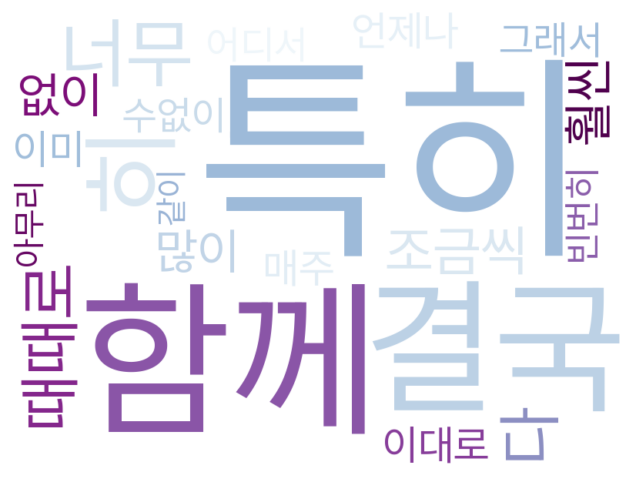 너무
어디서
언제나
그래서
없이
수없이
특히
훨씬
이미
같이
빈번히
아무리
많이
매주
조금씩
때때로
함께
결국
이대로
다